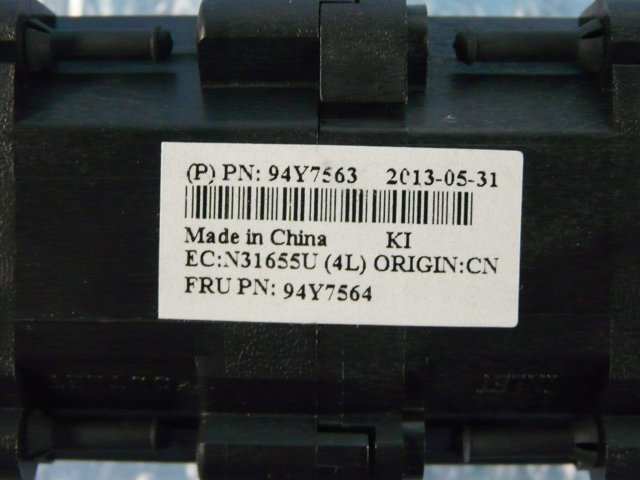 (P) PN: 94Y7563 2013-05-31
Made in China KI
EC:N31655U (4L) ORIGIN:CN
FRU PN: 94Y7564